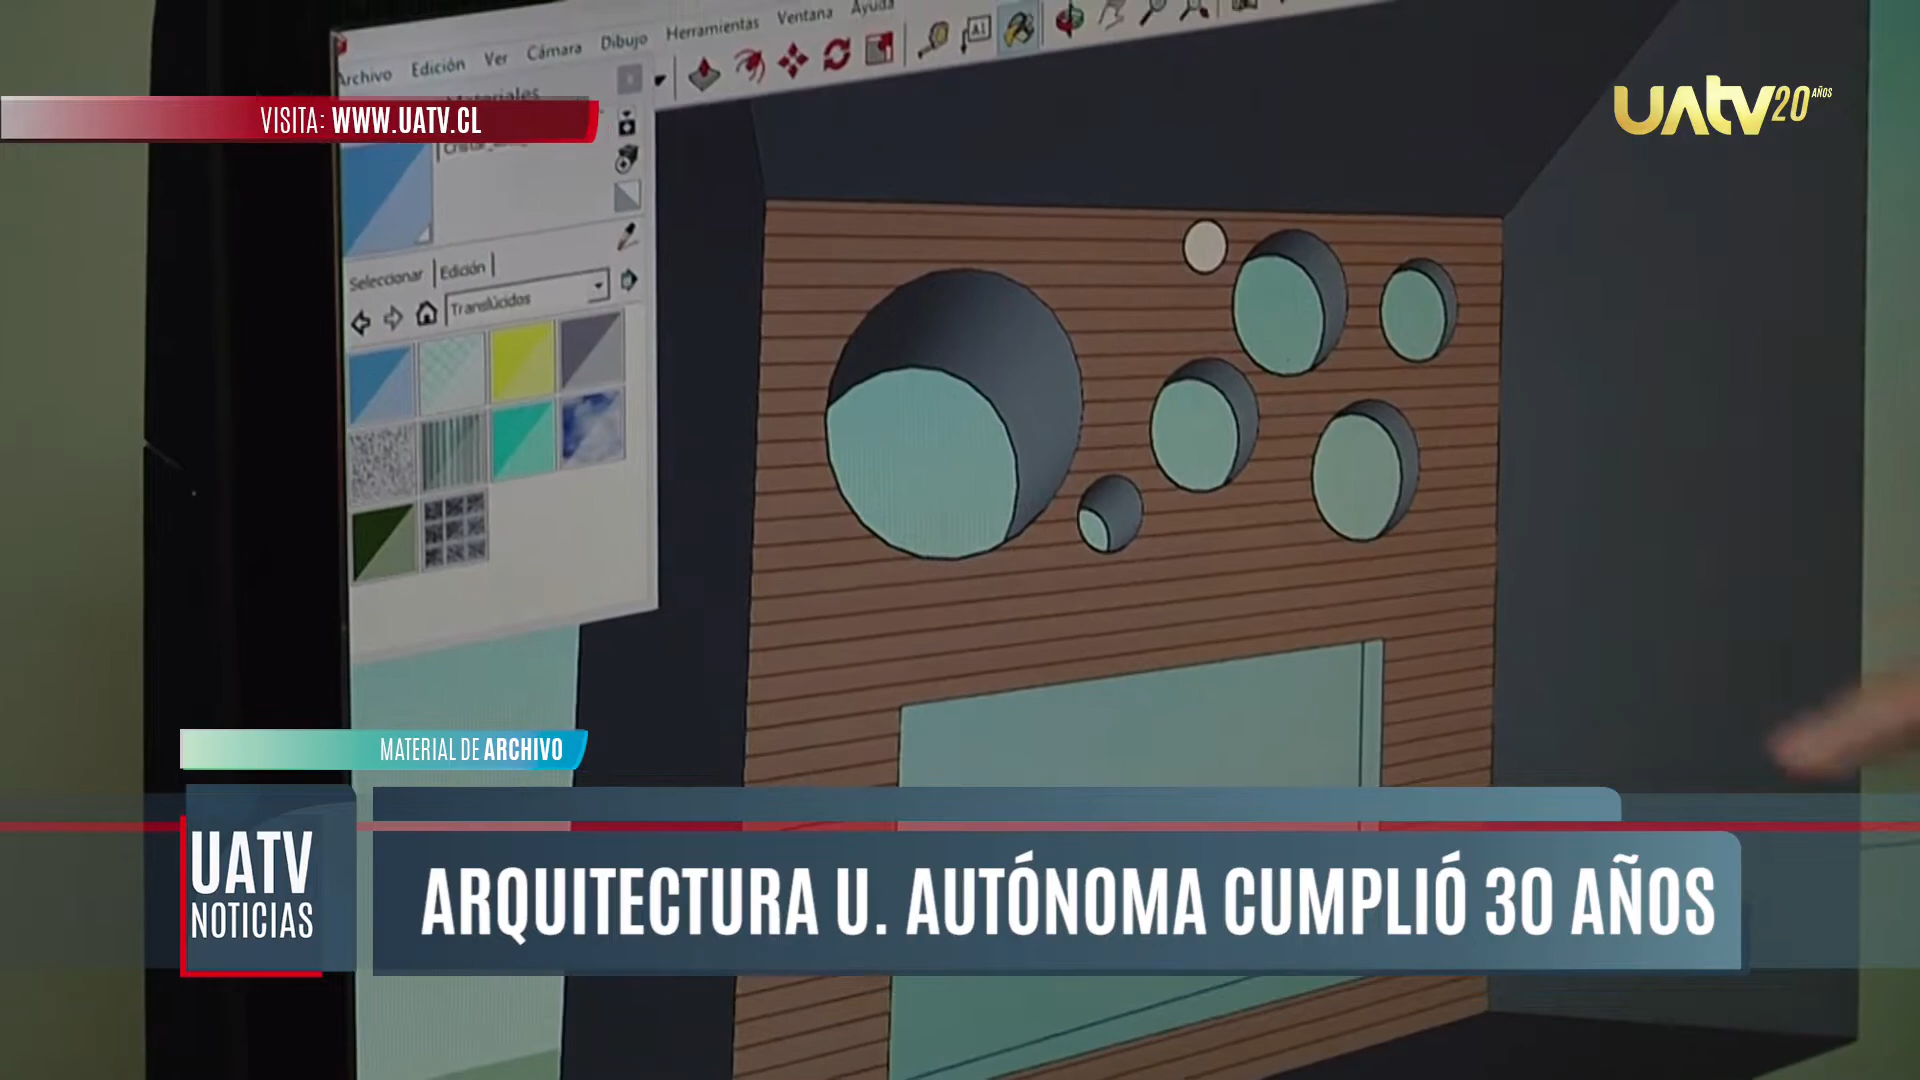 Archivo Edición Ver Cámara Dibujo Herramientas Ventana Ayuda
Materiales
VISITA: WWW.UATV.CL
UATV 20 AÑOS
Seleccionar Edición
Translúcidos
MATERIAL DE ARCHIVO
UATV
NOTICIAS
ARQUITECTURA U. AUTÓNOMA CUMPLIÓ 30 AÑOS